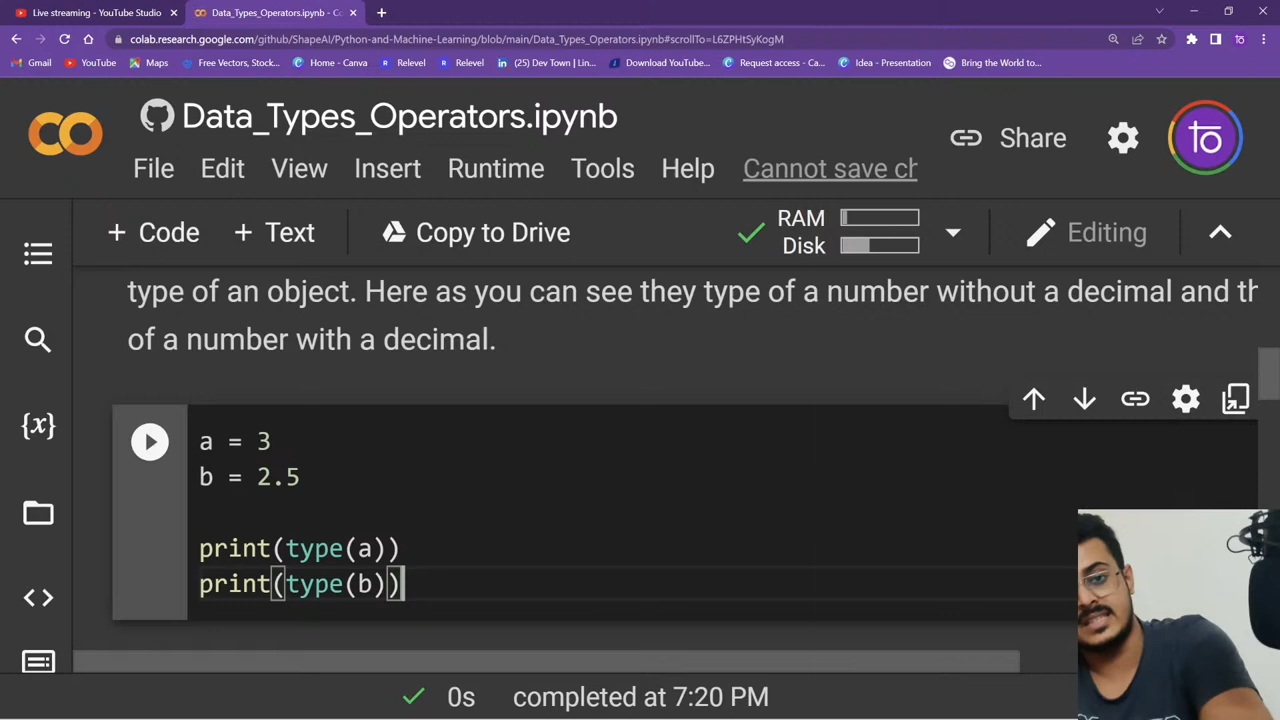 Live streaming - YouTube Studio
Data_Types_Operators.ipynb - Co
colab.research.google.com/github/ShapeAI/Python-and-Machine-Learning/blob/main/Data_Types_Operators.ipynb#scrollTo=L6ZPHtSyKogM
Gmail YouTube Maps Free Vectors, Stock... Home - Canva Relevel Relevel (25) Dev Town | Lin... Download YouTube... Request access - Ca... Idea - Presentation Bring the World to...
Data_Types_Operators.ipynb
Share
File Edit View Insert Runtime Tools Help Cannot save ch
+ Code + Text Copy to Drive RAM Disk Editing
type of an object. Here as you can see they type of a number without a decimal and th
of a number with a decimal.
a = 3
b = 2.5
print(type(a))
print(type(b))
0s completed at 7:20 PM